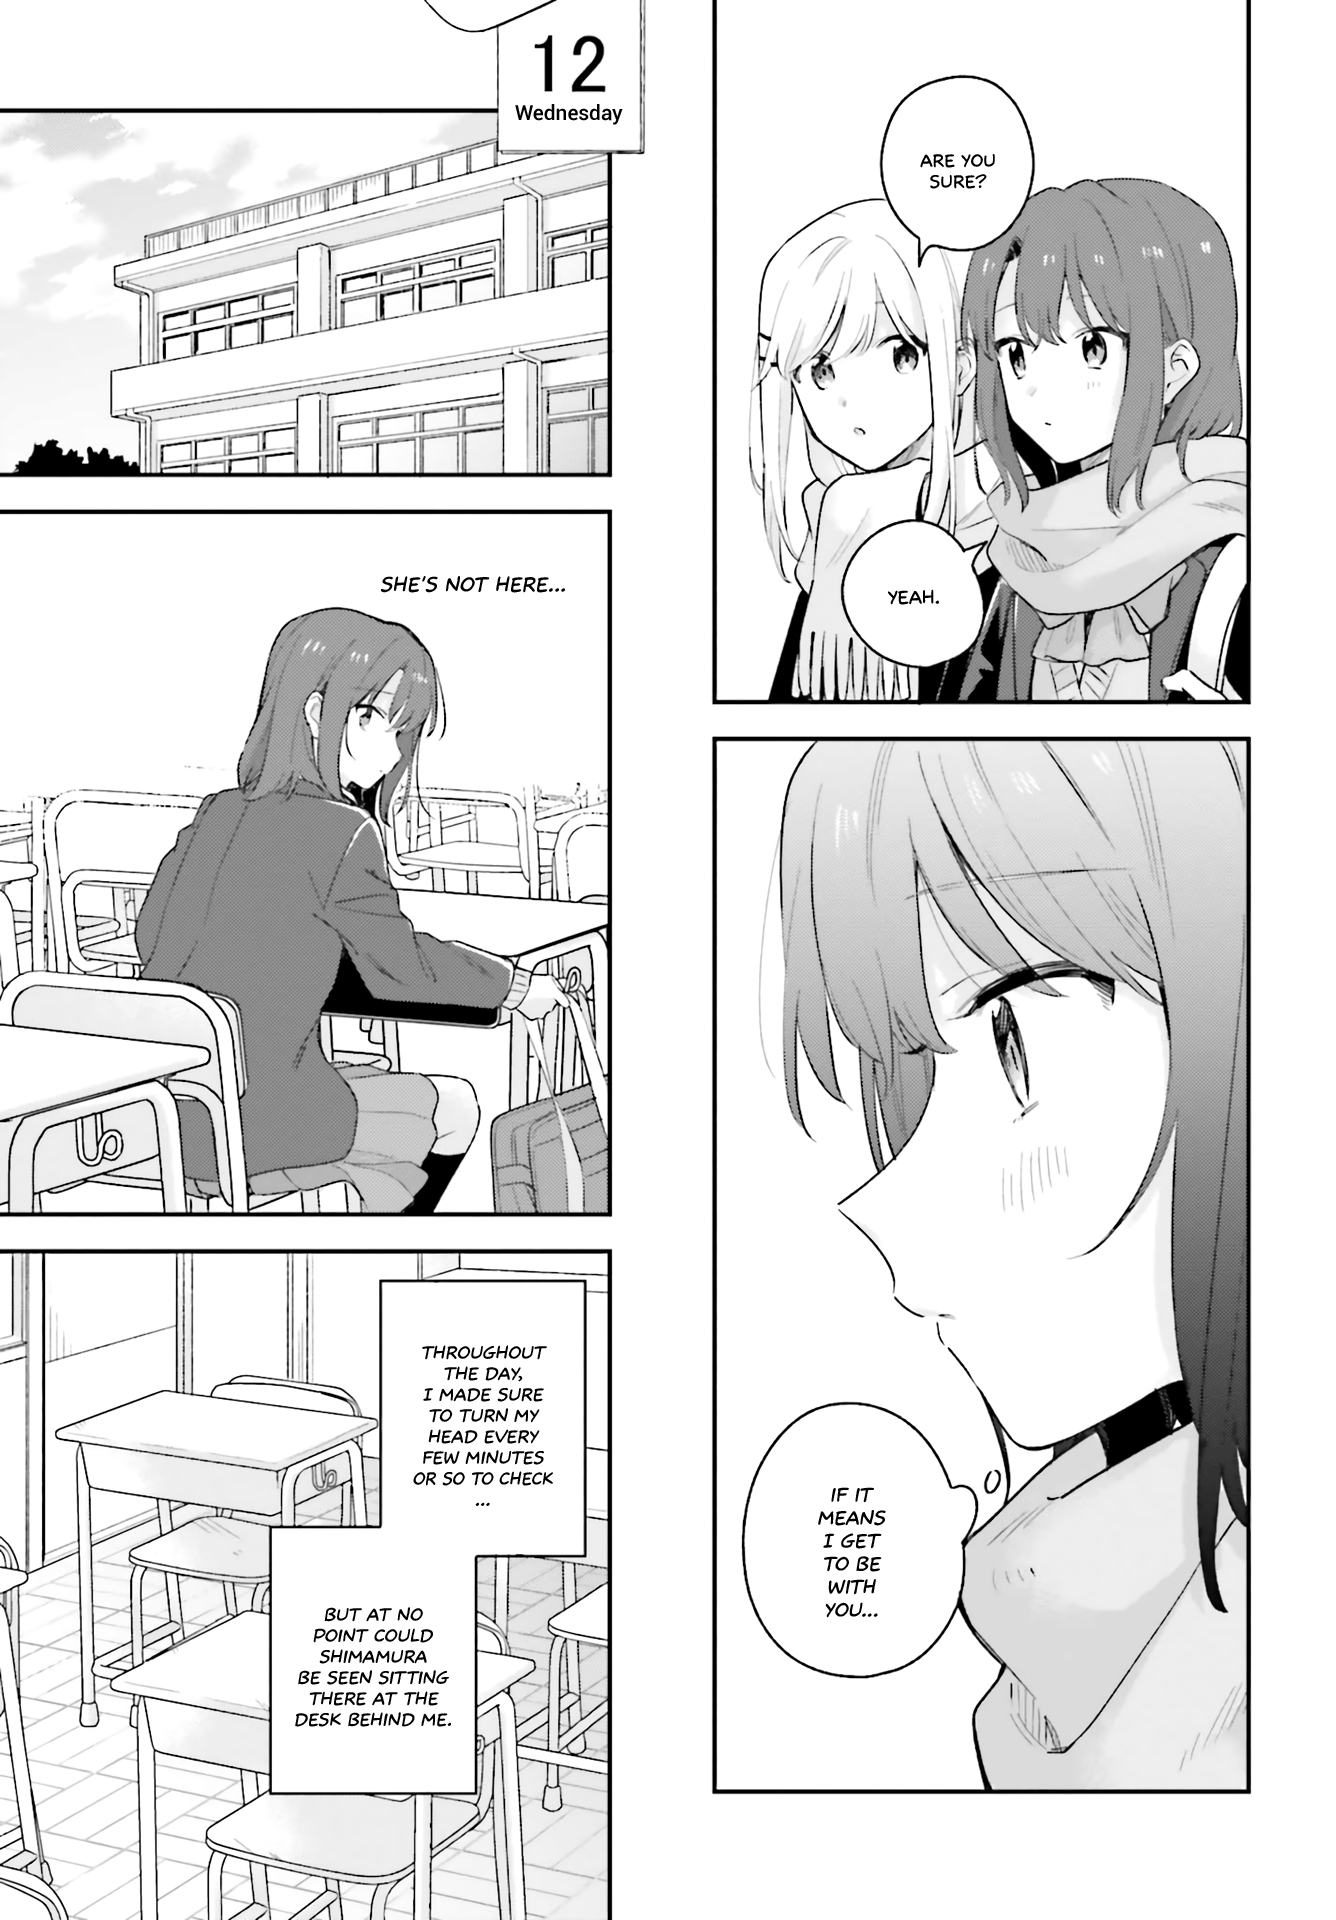 ARE YOU
SURE?
YEAH.
IF IT
MEANS
I GET
TO BE
WITH
YOU...
12
Wednesday
SHE'S NOT HERE...
THROUGHOUT
THE DAY,
I MADE SURE
TO TURN MY
HEAD EVERY
FEW MINUTES
OR SO TO CHECK
...
BUT AT NO
POINT COULD
SHIMAMURA
BE SEEN SITTING
THERE AT THE
DESK BEHIND ME.